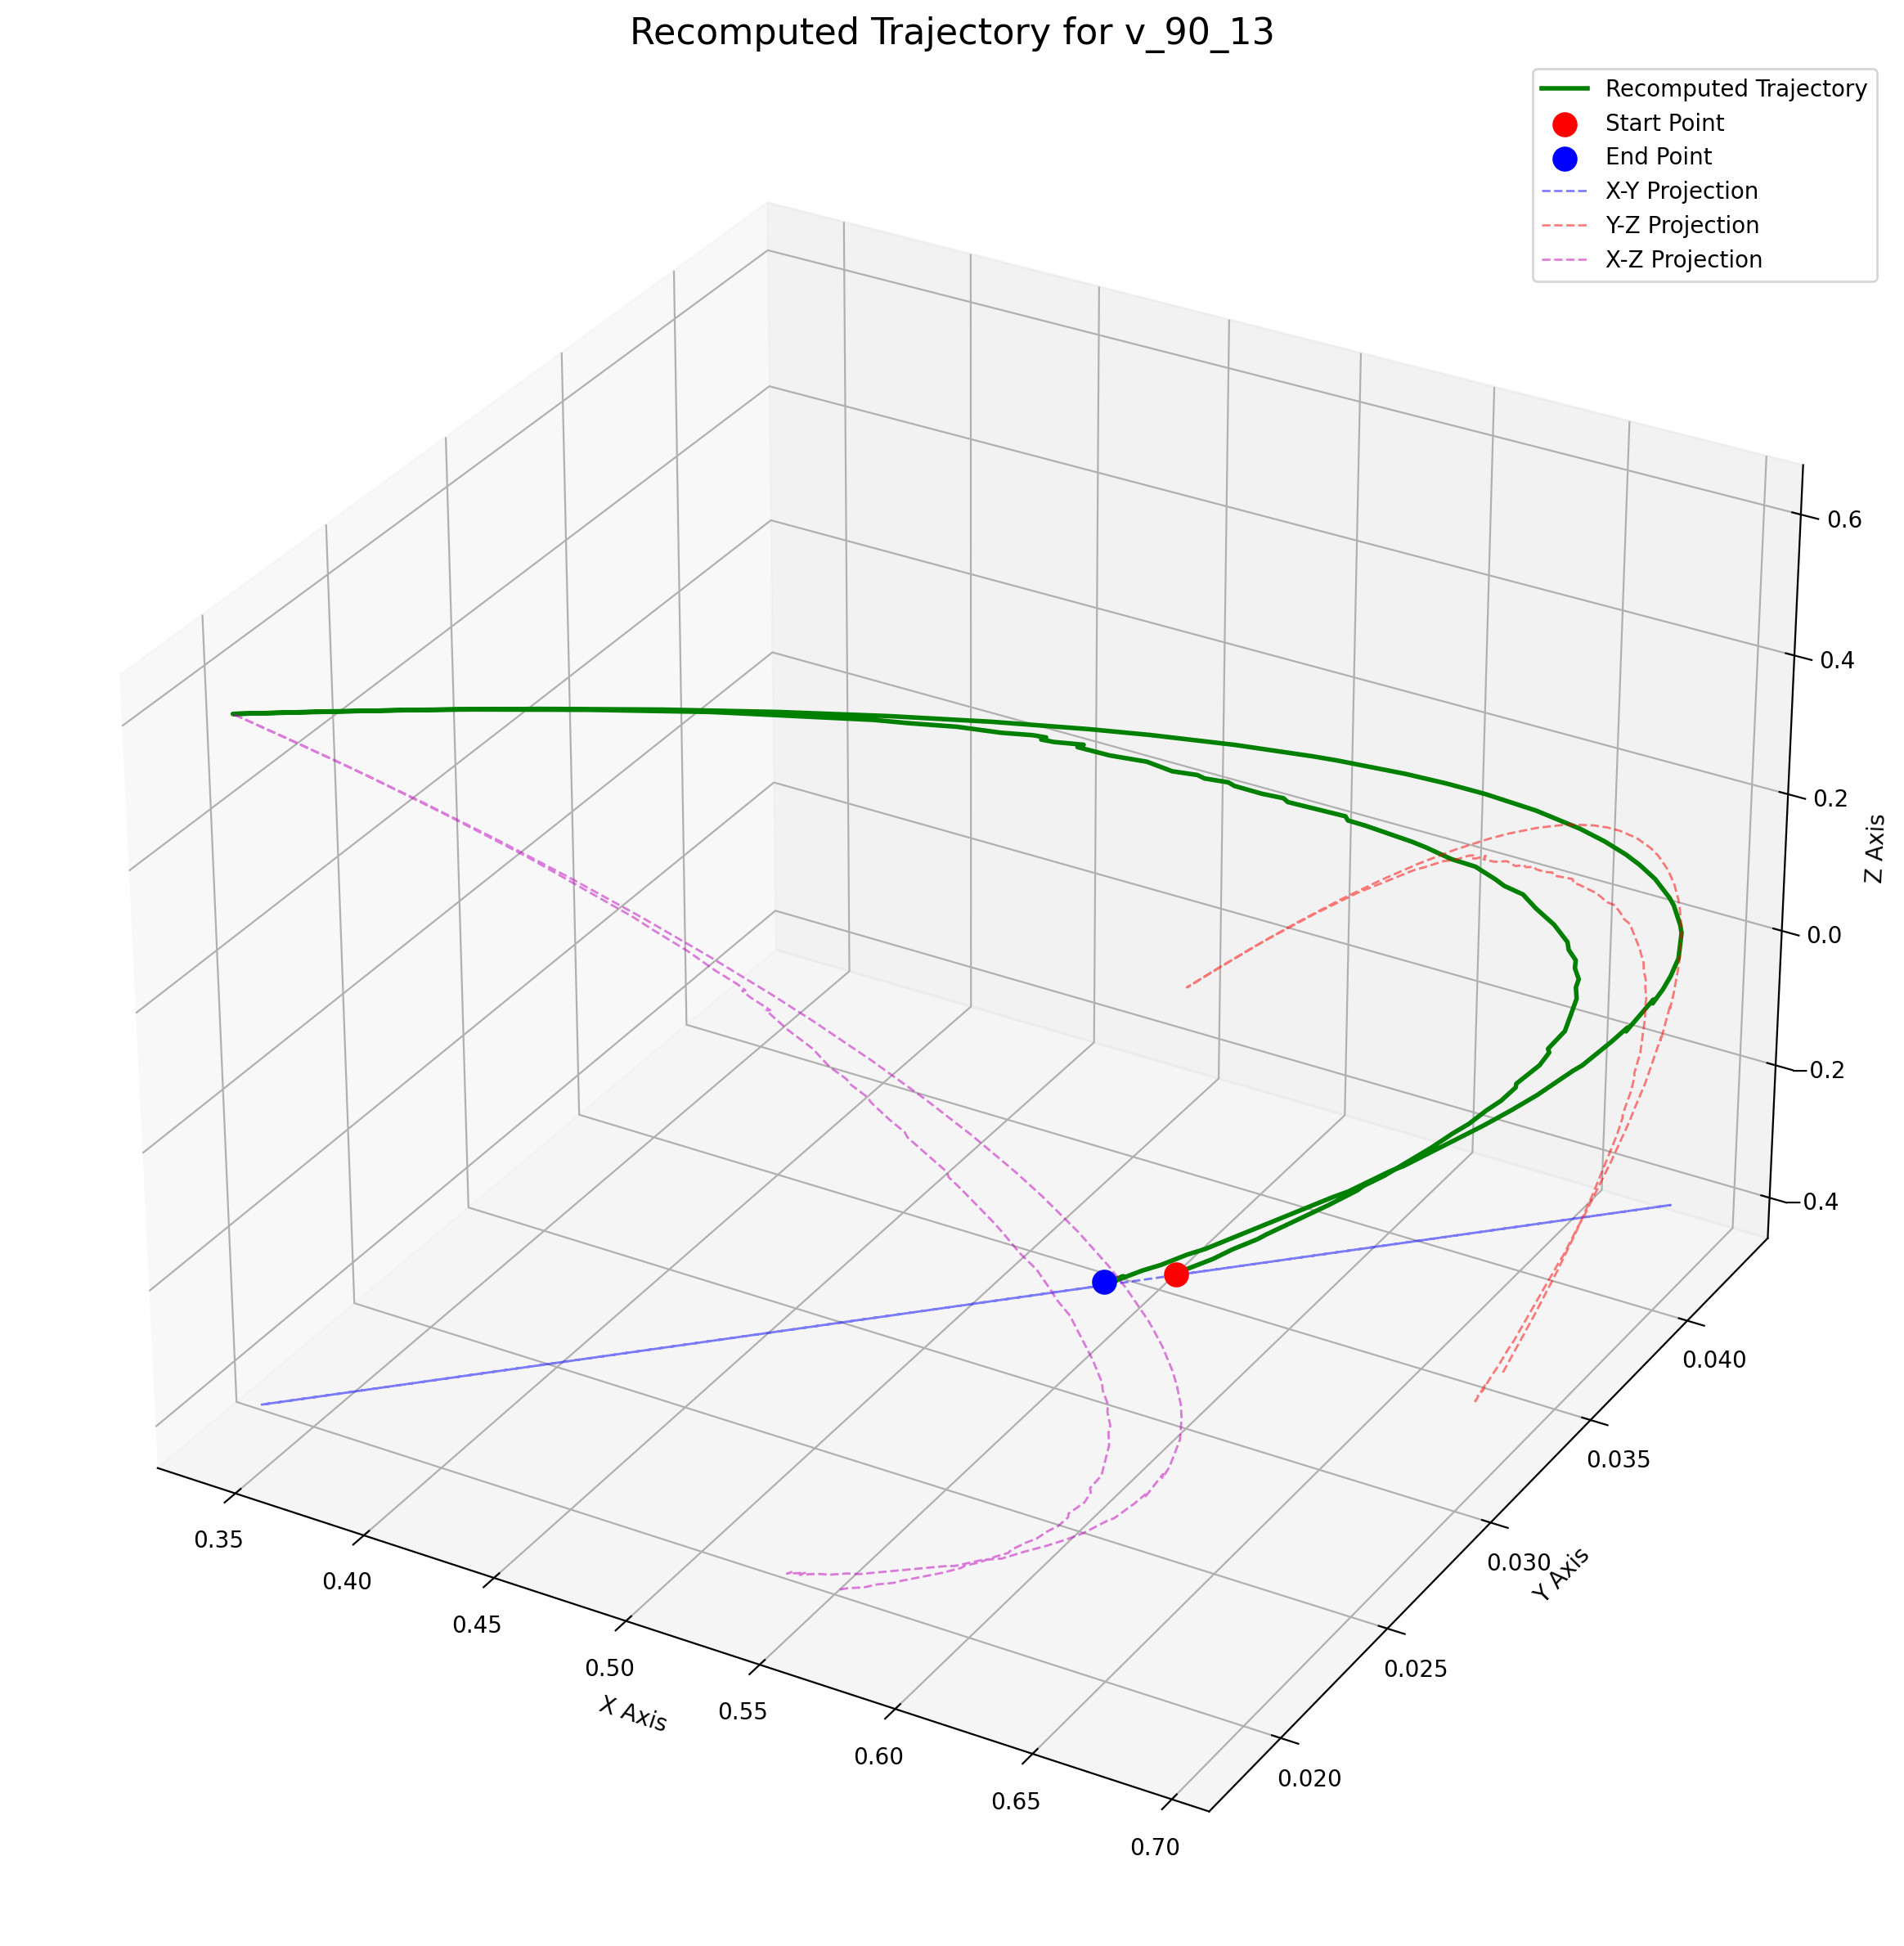 Recomputed Trajectory for v_90_13
Recomputed Trajectory
Start Point
End Point
X-Y Projection
Y-Z Projection
X-Z Projection
0.6
0.4
0.2
0.0
−0.2
−0.4
Z Axis
0.040
0.035
0.030
0.025
0.020
Y Axis
0.35
0.40
0.45
0.50
0.55
0.60
0.65
0.70
X Axis